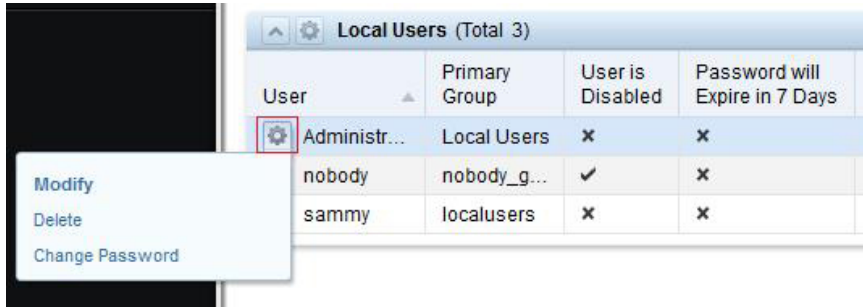 Local Users (Total 3)
User
Primary Group
User is Disabled
Password will Expire in 7 Days
Administr... Local Users
nobody nobody_g...
sammy localusers
Modify
Delete
Change Password